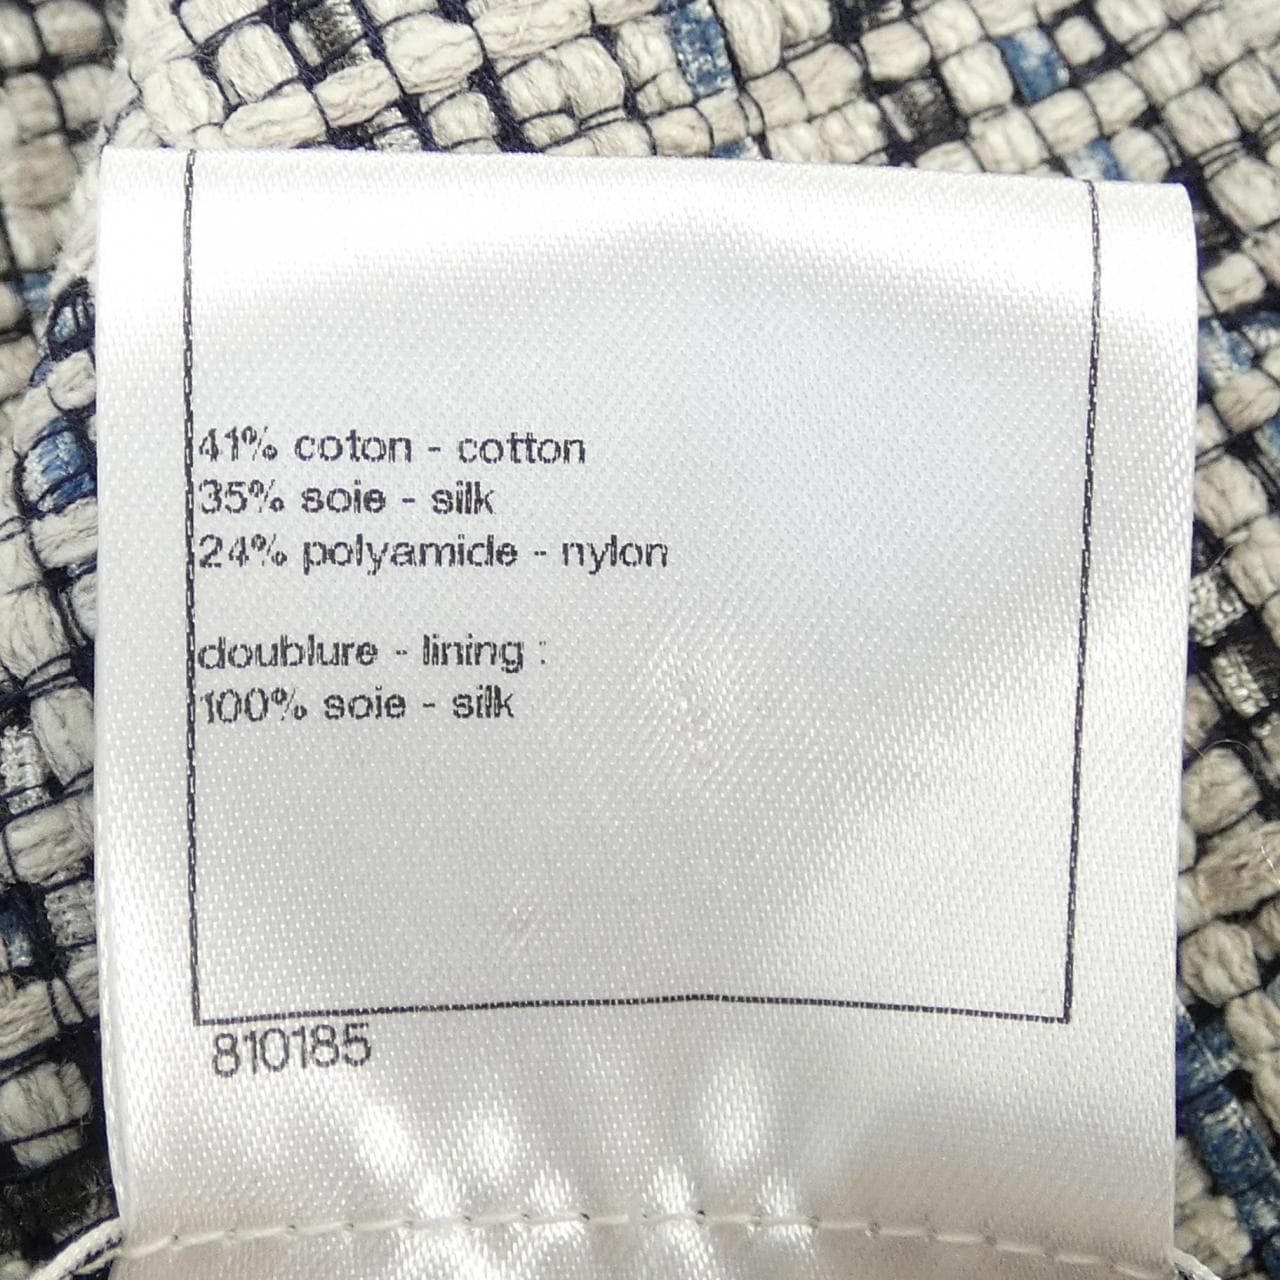 41% coton - cotton
35% soie - silk
24% polyamide - nylon
doublure - lining :
100% soie - silk
810185